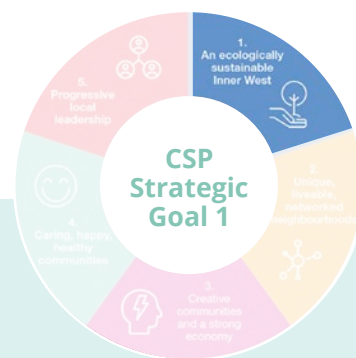 1.
An ecologically
sustainable
Inner West
2.
Unique,
liveable,
networked
neighbourhoods
3.
Creative
communities
and a strong
economy
4.
Caring, happy,
healthy
communities
5.
Progressive
local
leadership
CSP
Strategic
Goal 1